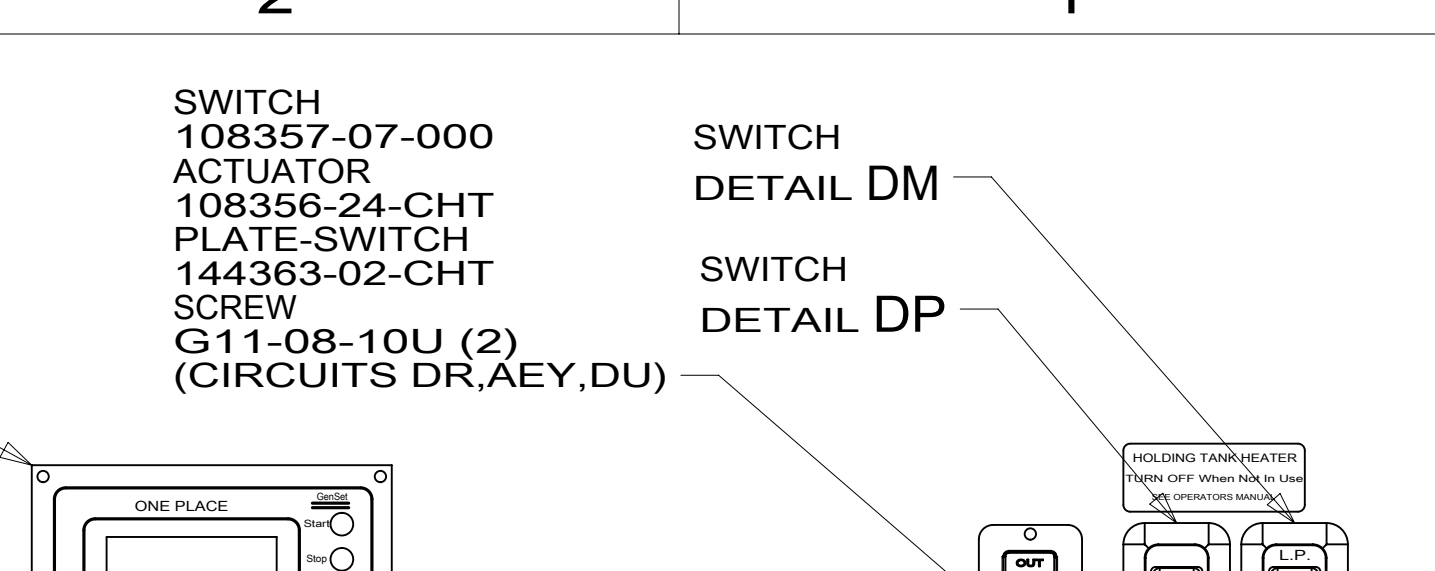 2
1
SWITCH
108357-07-000
ACTUATOR
108356-24-CHT
PLATE-SWITCH
144363-02-CHT
SCREW
G11-08-10U (2)
(CIRCUITS DR,AEY,DU)
SWITCH
DETAIL DM
SWITCH
DETAIL DP
HOLDING TANK HEATER
TURN OFF When Not In Use
SEE OPERATORS MANUAL
ONE PLACE
GenSet
Start
Stop
OUT
L.P.